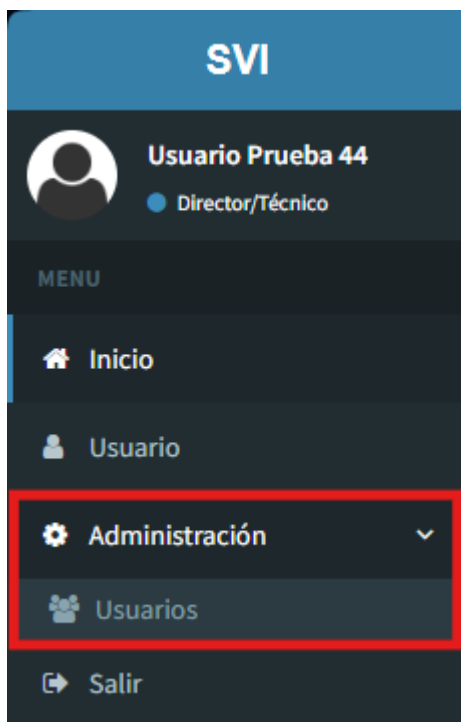 SVI
Usuario Prueba 44
Director/Técnico
MENU
Inicio
Usuario
Administración
Usuarios
Salir